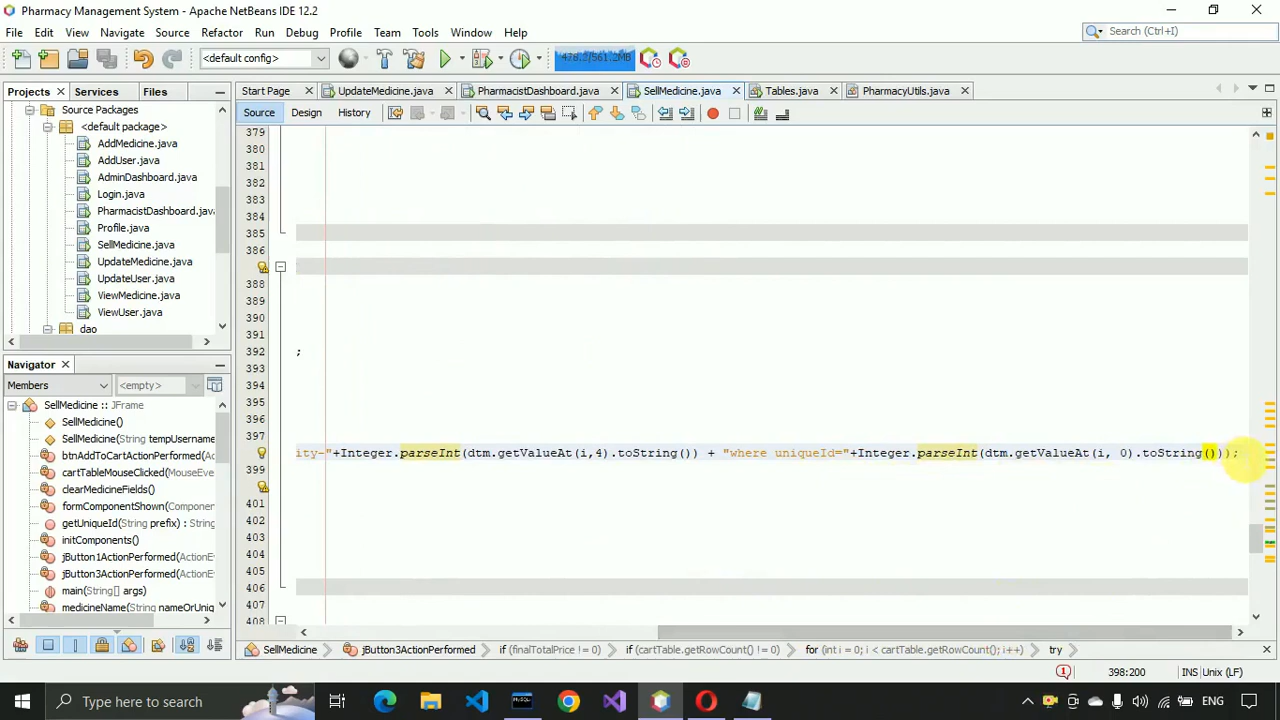 Pharmacy Management System - Apache NetBeans IDE 12.2
File Edit View Navigate Source Refactor Run Debug Profile Team Tools Window Help
Search (Ctrl+I)
<default config>
478.2/561.2MB
Projects Services Files
Start Page UpdateMedicine.java PharmacistDashboard.java SellMedicine.java Tables.java PharmacyUtils.java
Source Design History
Source Packages
<default package>
AddMedicine.java
AddUser.java
AdminDashboard.java
Login.java
PharmacistDashboard.java
Profile.java
SellMedicine.java
UpdateMedicine.java
UpdateUser.java
ViewMedicine.java
ViewUser.java
dao
Navigator
Members <empty>
SellMedicine :: JFrame
SellMedicine()
SellMedicine(String tempUsername
btnAddToCartActionPerformed(
cartTableMouseClicked(MouseEve
clearMedicineFields()
formComponentShown(Component
getUniqueId(String prefix) : String
initComponents()
jButton1ActionPerformed(ActionE
jButton3ActionPerformed(ActionE
main(String[] args)
medicineName(String nameOrUniq
379
380
381
382
383
384
385
386
388
389
390
391
392 ;
393
394
395
396
397
ity="+Integer.parseInt(dtm.getValueAt(i,4).toString()) + "where uniqueId="+Integer.parseInt(dtm.getValueAt(i, 0).toString()));
399
401
402
403
404
405
406
407
408
SellMedicine jButton3ActionPerformed if (finalTotalPrice != 0) if (cartTable.getRowCount() != 0) for (int i = 0; i < cartTable.getRowCount(); i++) try
398:200 INS Unix (LF)
Type here to search
ENG